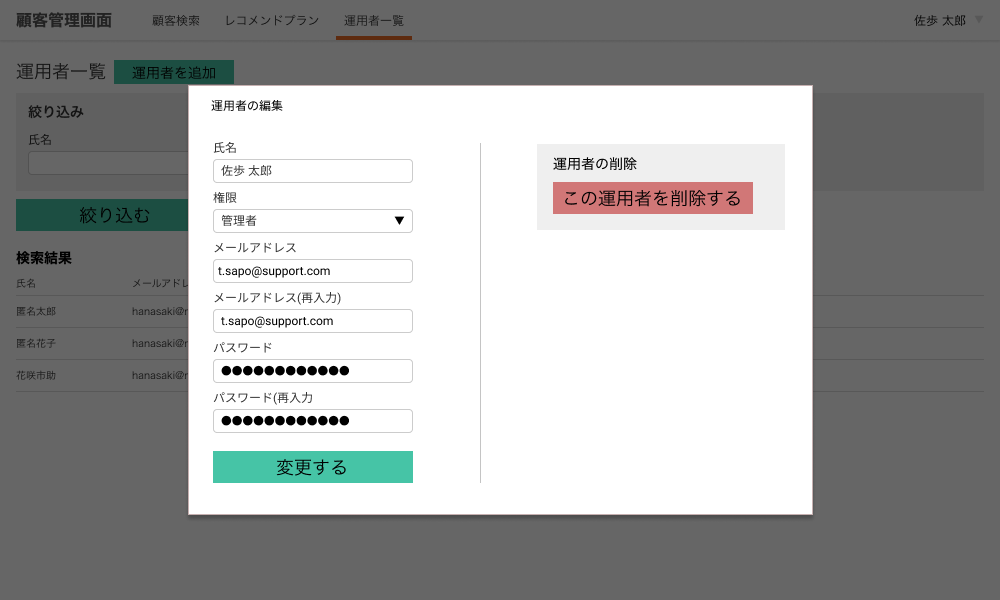 顧客管理画面 顧客検索 レコメンドプラン 運用者一覧 佐歩 太郎 ▼
運用者一覧 運用者を追加
絞り込み
氏名
絞り込む
検索結果
氏名 メールアドレ
匿名太郎 hanasaki@r
匿名花子 hanasaki@r
花咲市助 hanasaki@r
運用者の編集
氏名
佐歩 太郎
権限
管理者 ▼
メールアドレス
t.sapo@support.com
メールアドレス(再入力)
t.sapo@support.com
パスワード
●●●●●●●●●●●●
パスワード(再入力
●●●●●●●●●●●●
変更する
運用者の削除
この運用者を削除する